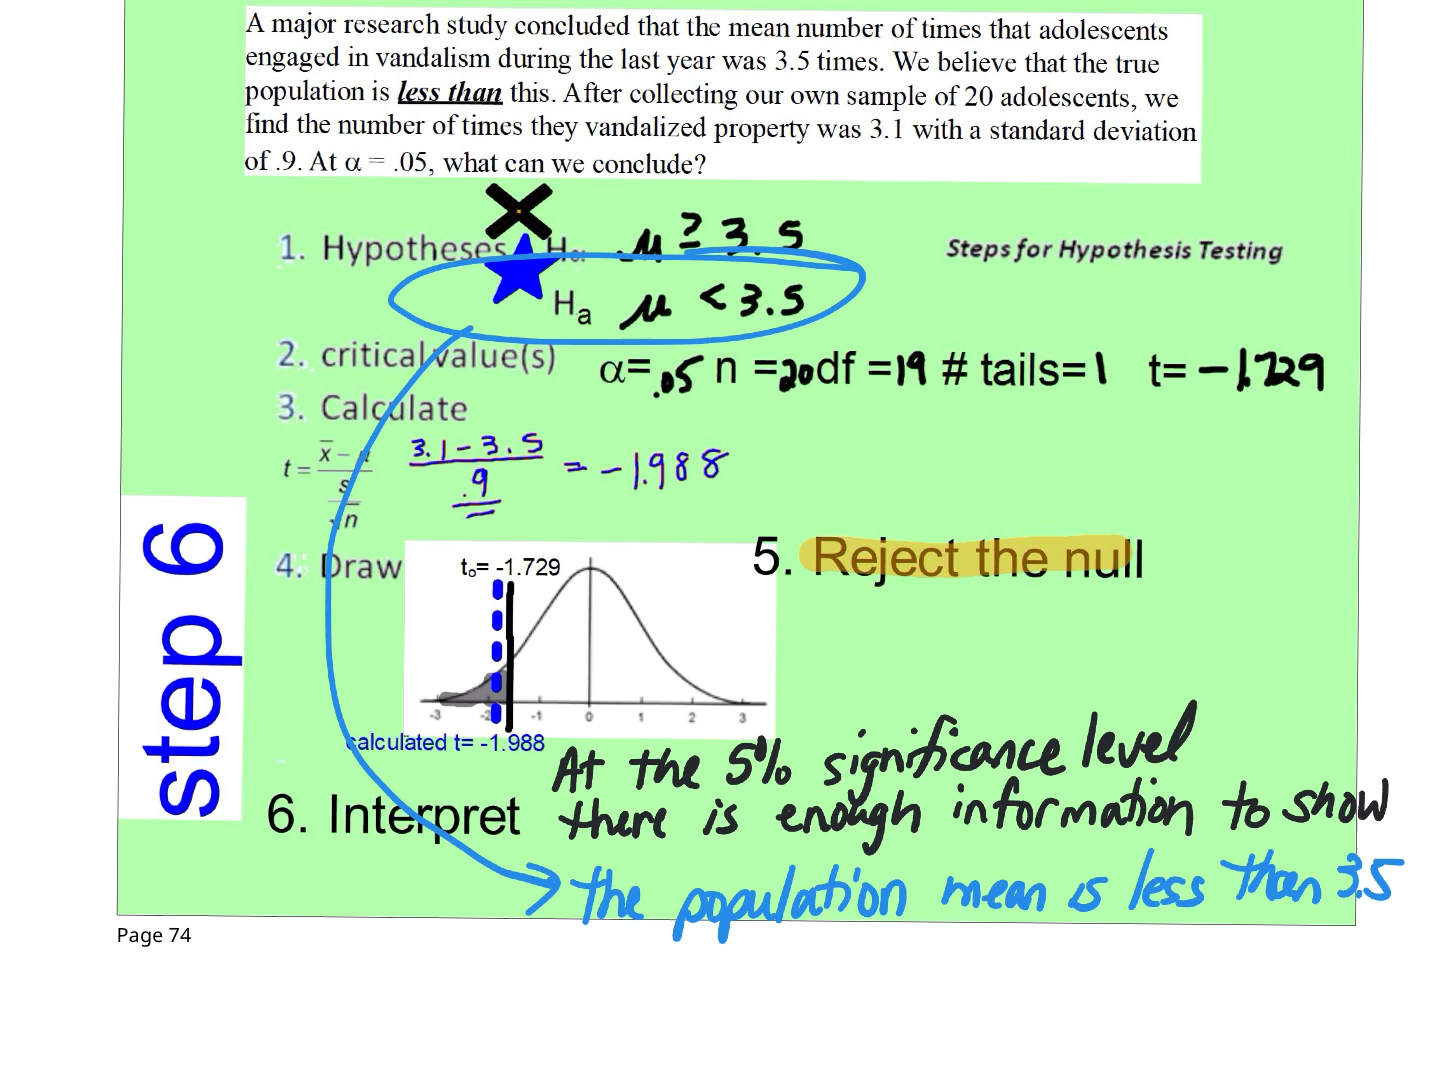 A major research study concluded that the mean number of times that adolescents
engaged in vandalism during the last year was 3.5 times. We believe that the true
population is less than this. After collecting our own sample of 20 adolescents, we
find the number of times they vandalized property was 3.1 with a standard deviation
of .9. At α = .05, what can we conclude?
1. Hypotheses H₀: μ ≥ 3.5
Steps for Hypothesis Testing
Hₐ μ < 3.5
2. critical value(s) α= .05 n =20 df =19 # tails=1 t= -1.729
3. Calculate
t = (x̄ - μ) / (s / √n) 3.1 - 3.5 / .9 = -1.988
4. Draw
t₀= -1.729
-3 -2 -1 0 1 2 3
calculated t= -1.988
5. Reject the null
step 6
6. Interpret At the 5% significance level
there is enough information to show
the population mean is less than 3.5
Page 74